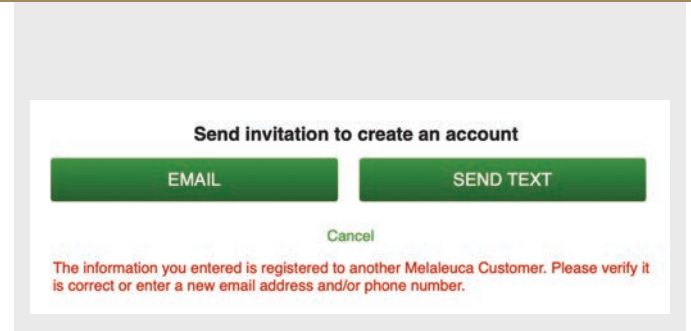 Send invitation to create an account
EMAIL
SEND TEXT
Cancel
The information you entered is registered to another Melaleuca Customer. Please verify it
is correct or enter a new email address and/or phone number.